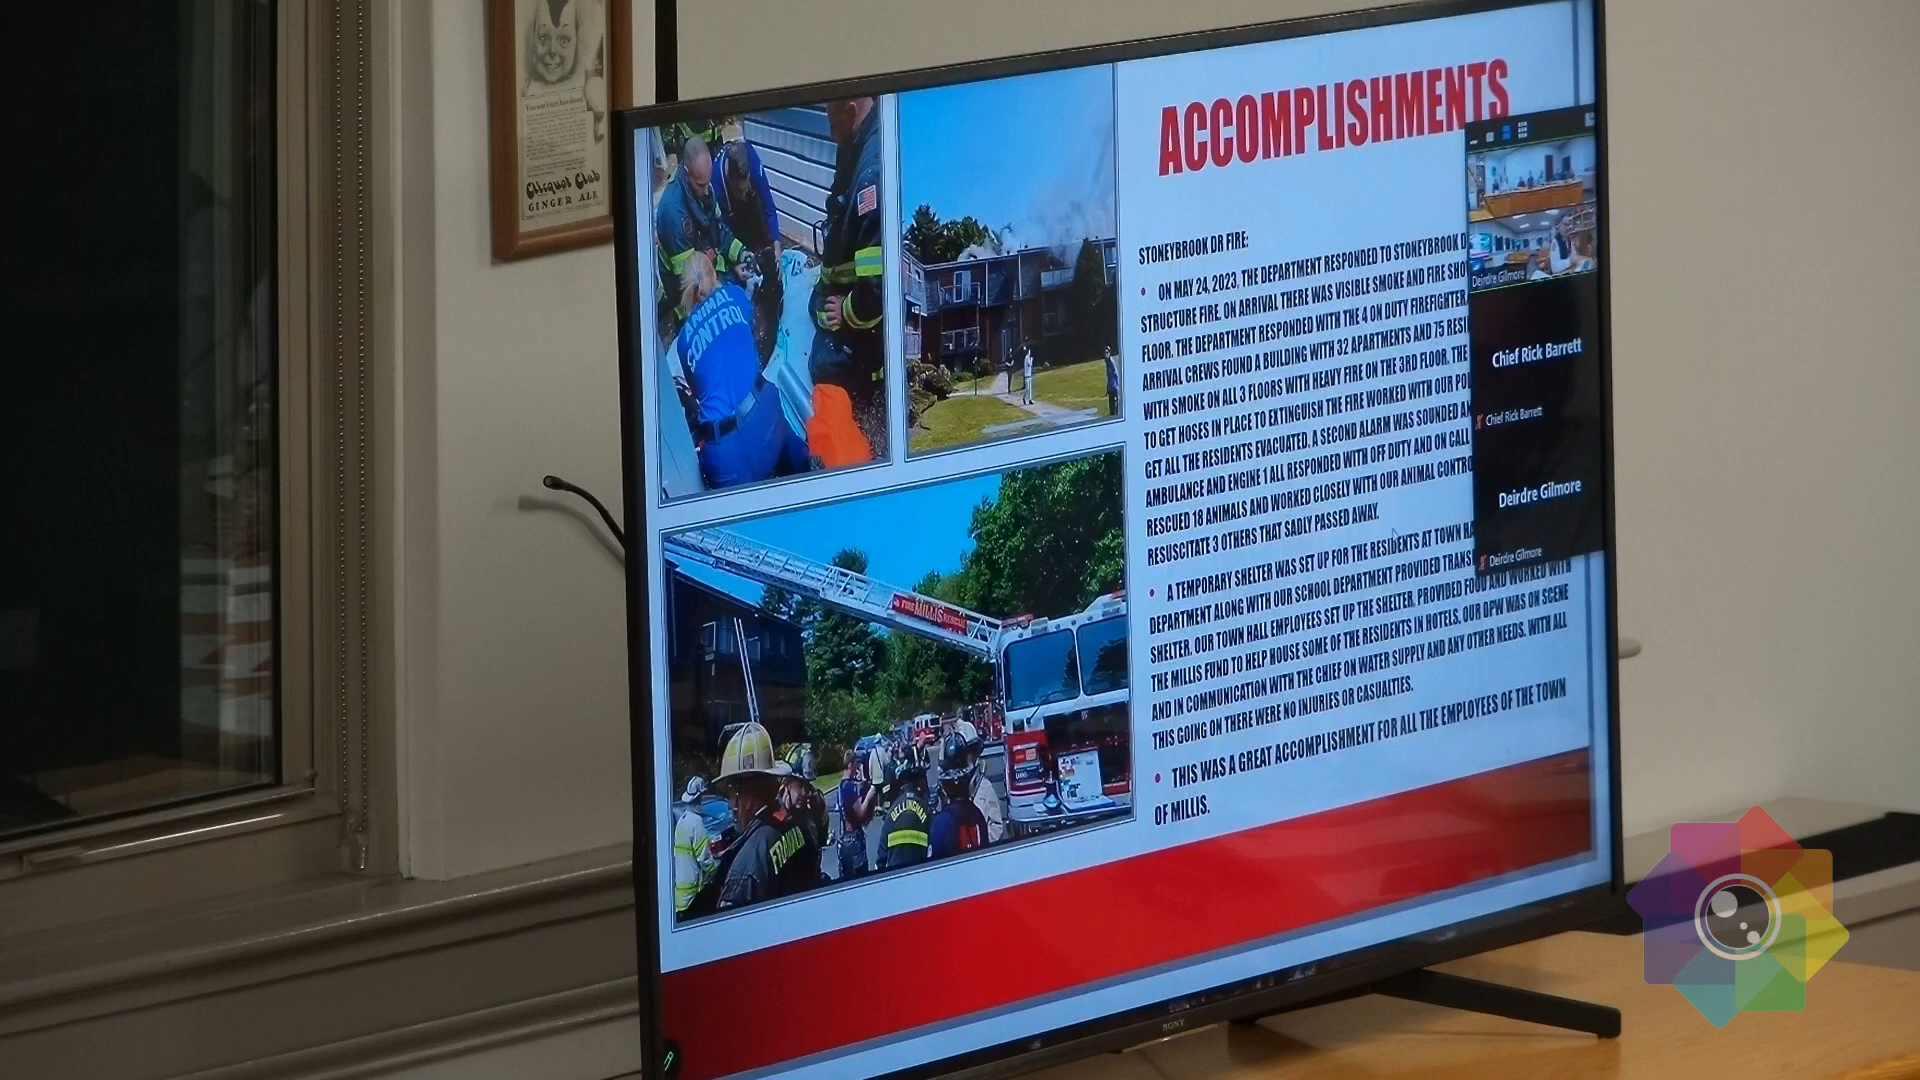 Clicquot Club
GINGER ALE
ANIMAL
CONTROL
FIRE MILLIS RESCUE
BELLINGHAM
ACCOMPLISHMENTS
STONEYBROOK DR FIRE:
• ON MAY 24, 2023, THE DEPARTMENT RESPONDED TO STONEYBROOK D
STRUCTURE FIRE. ON ARRIVAL THERE WAS VISIBLE SMOKE AND FIRE SHO
FLOOR. THE DEPARTMENT RESPONDED WITH THE 4 ON DUTY FIREFIGHTER
ARRIVAL CREWS FOUND A BUILDING WITH 32 APARTMENTS AND 75 RESI
WITH SMOKE ON ALL 3 FLOORS WITH HEAVY FIRE ON THE 3RD FLOOR. THE
TO GET HOSES IN PLACE TO EXTINGUISH THE FIRE WORKED WITH OUR POL
GET ALL THE RESIDENTS EVACUATED. A SECOND ALARM WAS SOUNDED A
AMBULANCE AND ENGINE 1 ALL RESPONDED WITH OFF DUTY AND ON CALL
RESCUED 18 ANIMALS AND WORKED CLOSELY WITH OUR ANIMAL CONTRO
RESUSCITATE 3 OTHERS THAT SADLY PASSED AWAY.
• A TEMPORARY SHELTER WAS SET UP FOR THE RESIDENTS AT TOWN HA
DEPARTMENT ALONG WITH OUR SCHOOL DEPARTMENT PROVIDED TRANS
SHELTER. OUR TOWN HALL EMPLOYEES SET UP THE SHELTER, PROVIDED FOOD AND WORKED WITH
THE MILLIS FUND TO HELP HOUSE SOME OF THE RESIDENTS IN HOTELS. OUR DPW WAS ON SCENE
AND IN COMMUNICATION WITH THE CHIEF ON WATER SUPPLY AND ANY OTHER NEEDS. WITH ALL
THIS GOING ON THERE WERE NO INJURIES OR CASUALTIES.
• THIS WAS A GREAT ACCOMPLISHMENT FOR ALL THE EMPLOYEES OF THE TOWN
OF MILLIS.
Deirdre Gilmore
Chief Rick Barrett
Chief Rick Barrett
Deirdre Gilmore
Deirdre Gilmore
SONY